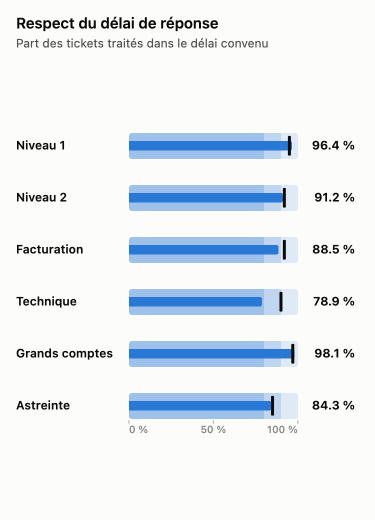 Respect du délai de réponse
Part des tickets traités dans le délai convenu
Niveau 1 96.4 %
Niveau 2 91.2 %
Facturation 88.5 %
Technique 78.9 %
Grands comptes 98.1 %
Astreinte 84.3 %
0 % 50 % 100 %